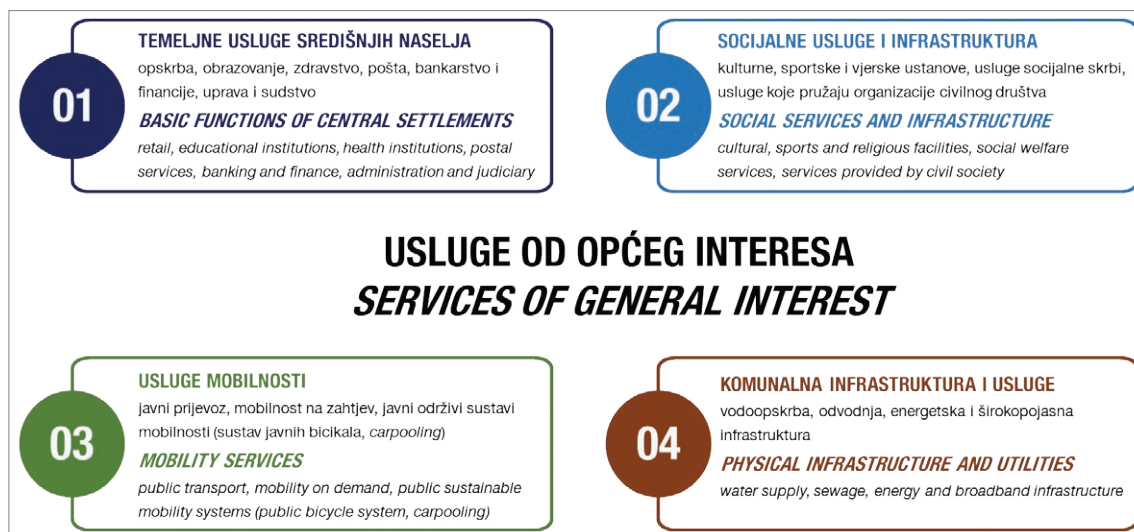 01
TEMELJNE USLUGE SREDIŠNJIH NASELJA
opskrba, obrazovanje, zdravstvo, pošta, bankarstvo i
financije, uprava i sudstvo
BASIC FUNCTIONS OF CENTRAL SETTLEMENTS
retail, educational institutions, health institutions, postal
services, banking and finance, administration and judiciary
02
SOCIJALNE USLUGE I INFRASTRUKTURA
kulturne, sportske i vjerske ustanove, usluge socijalne skrbi,
usluge koje pružaju organizacije civilnog društva
SOCIAL SERVICES AND INFRASTRUCTURE
cultural, sports and religious facilities, social welfare
services, services provided by civil society
USLUGE OD OPĆEG INTERESA
SERVICES OF GENERAL INTEREST
03
USLUGE MOBILNOSTI
javni prijevoz, mobilnost na zahtjev, javni održivi sustavi
mobilnosti (sustav javnih bicikala, carpooling)
MOBILITY SERVICES
public transport, mobility on demand, public sustainable
mobility systems (public bicycle system, carpooling)
04
KOMUNALNA INFRASTRUKTURA I USLUGE
vodoopskrba, odvodnja, energetska i širokopojasna
infrastruktura
PHYSICAL INFRASTRUCTURE AND UTILITIES
water supply, sewage, energy and broadband infrastructure